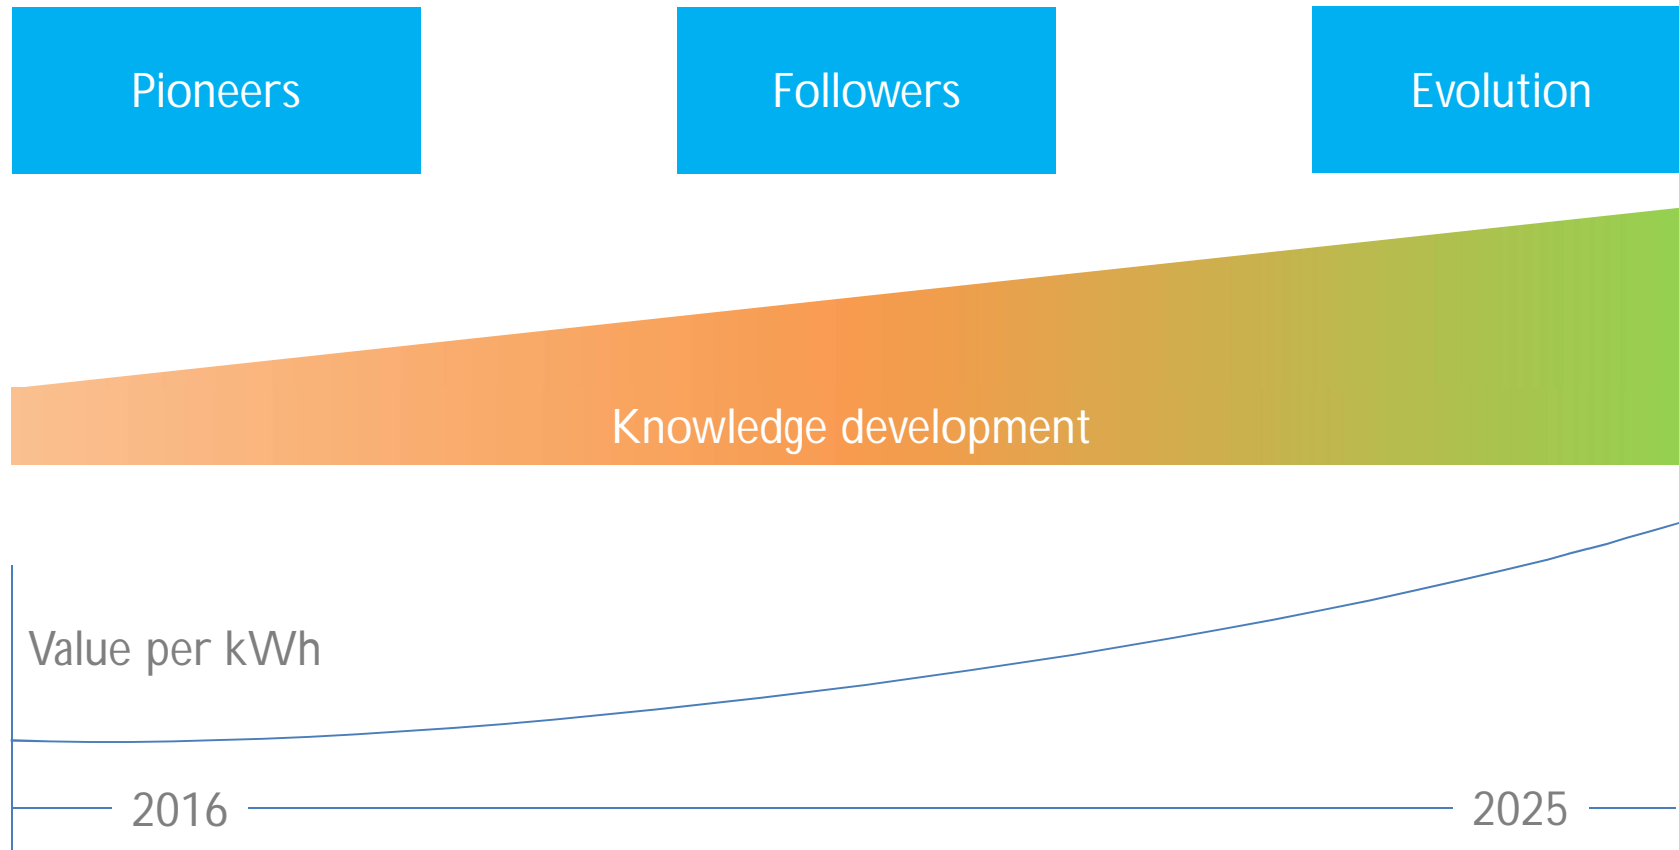 Pioneers
Followers
Evolution
Knowledge development
Value per kWh
2016
2025